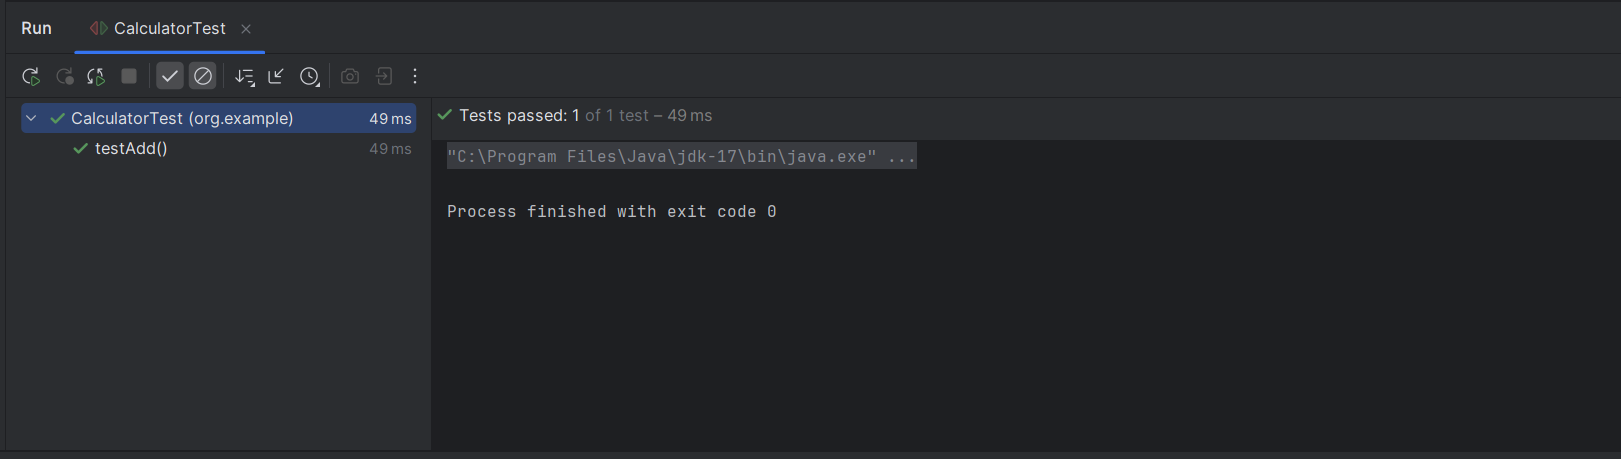 Run CalculatorTest
CalculatorTest (org.example) 49 ms
testAdd() 49 ms
Tests passed: 1 of 1 test – 49 ms
"C:\Program Files\Java\jdk-17\bin\java.exe" ...
Process finished with exit code 0